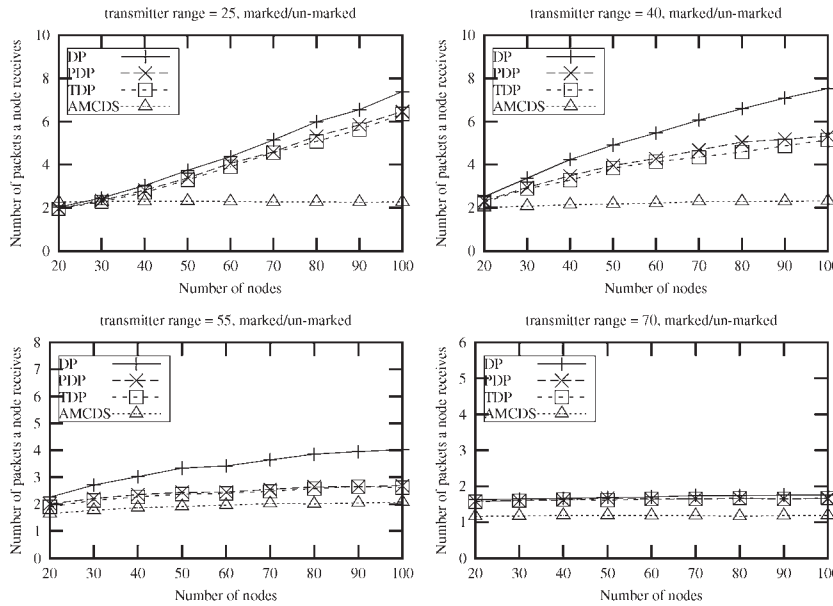 transmitter range = 25, marked/un-marked
10
8
6
4
2
0
Number of packets a node receives
DP
PDP
TDP
AMCDS
20 30 40 50 60 70 80 90 100
Number of nodes
transmitter range = 40, marked/un-marked
10
8
6
4
2
0
Number of packets a node receives
DP
PDP
TDP
AMCDS
20 30 40 50 60 70 80 90 100
Number of nodes
transmitter range = 55, marked/un-marked
8
7
6
5
4
3
2
1
0
Number of packets a node receives
DP
PDP
TDP
AMCDS
20 30 40 50 60 70 80 90 100
Number of nodes
transmitter range = 70, marked/un-marked
6
5
4
3
2
1
0
Number of packets a node receives
DP
PDP
TDP
AMCDS
20 30 40 50 60 70 80 90 100
Number of nodes